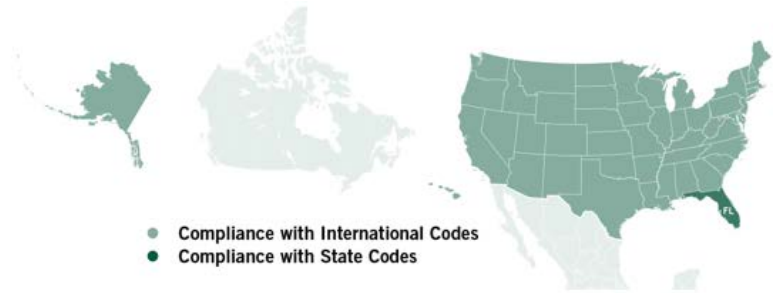 FL
Compliance with International Codes
Compliance with State Codes